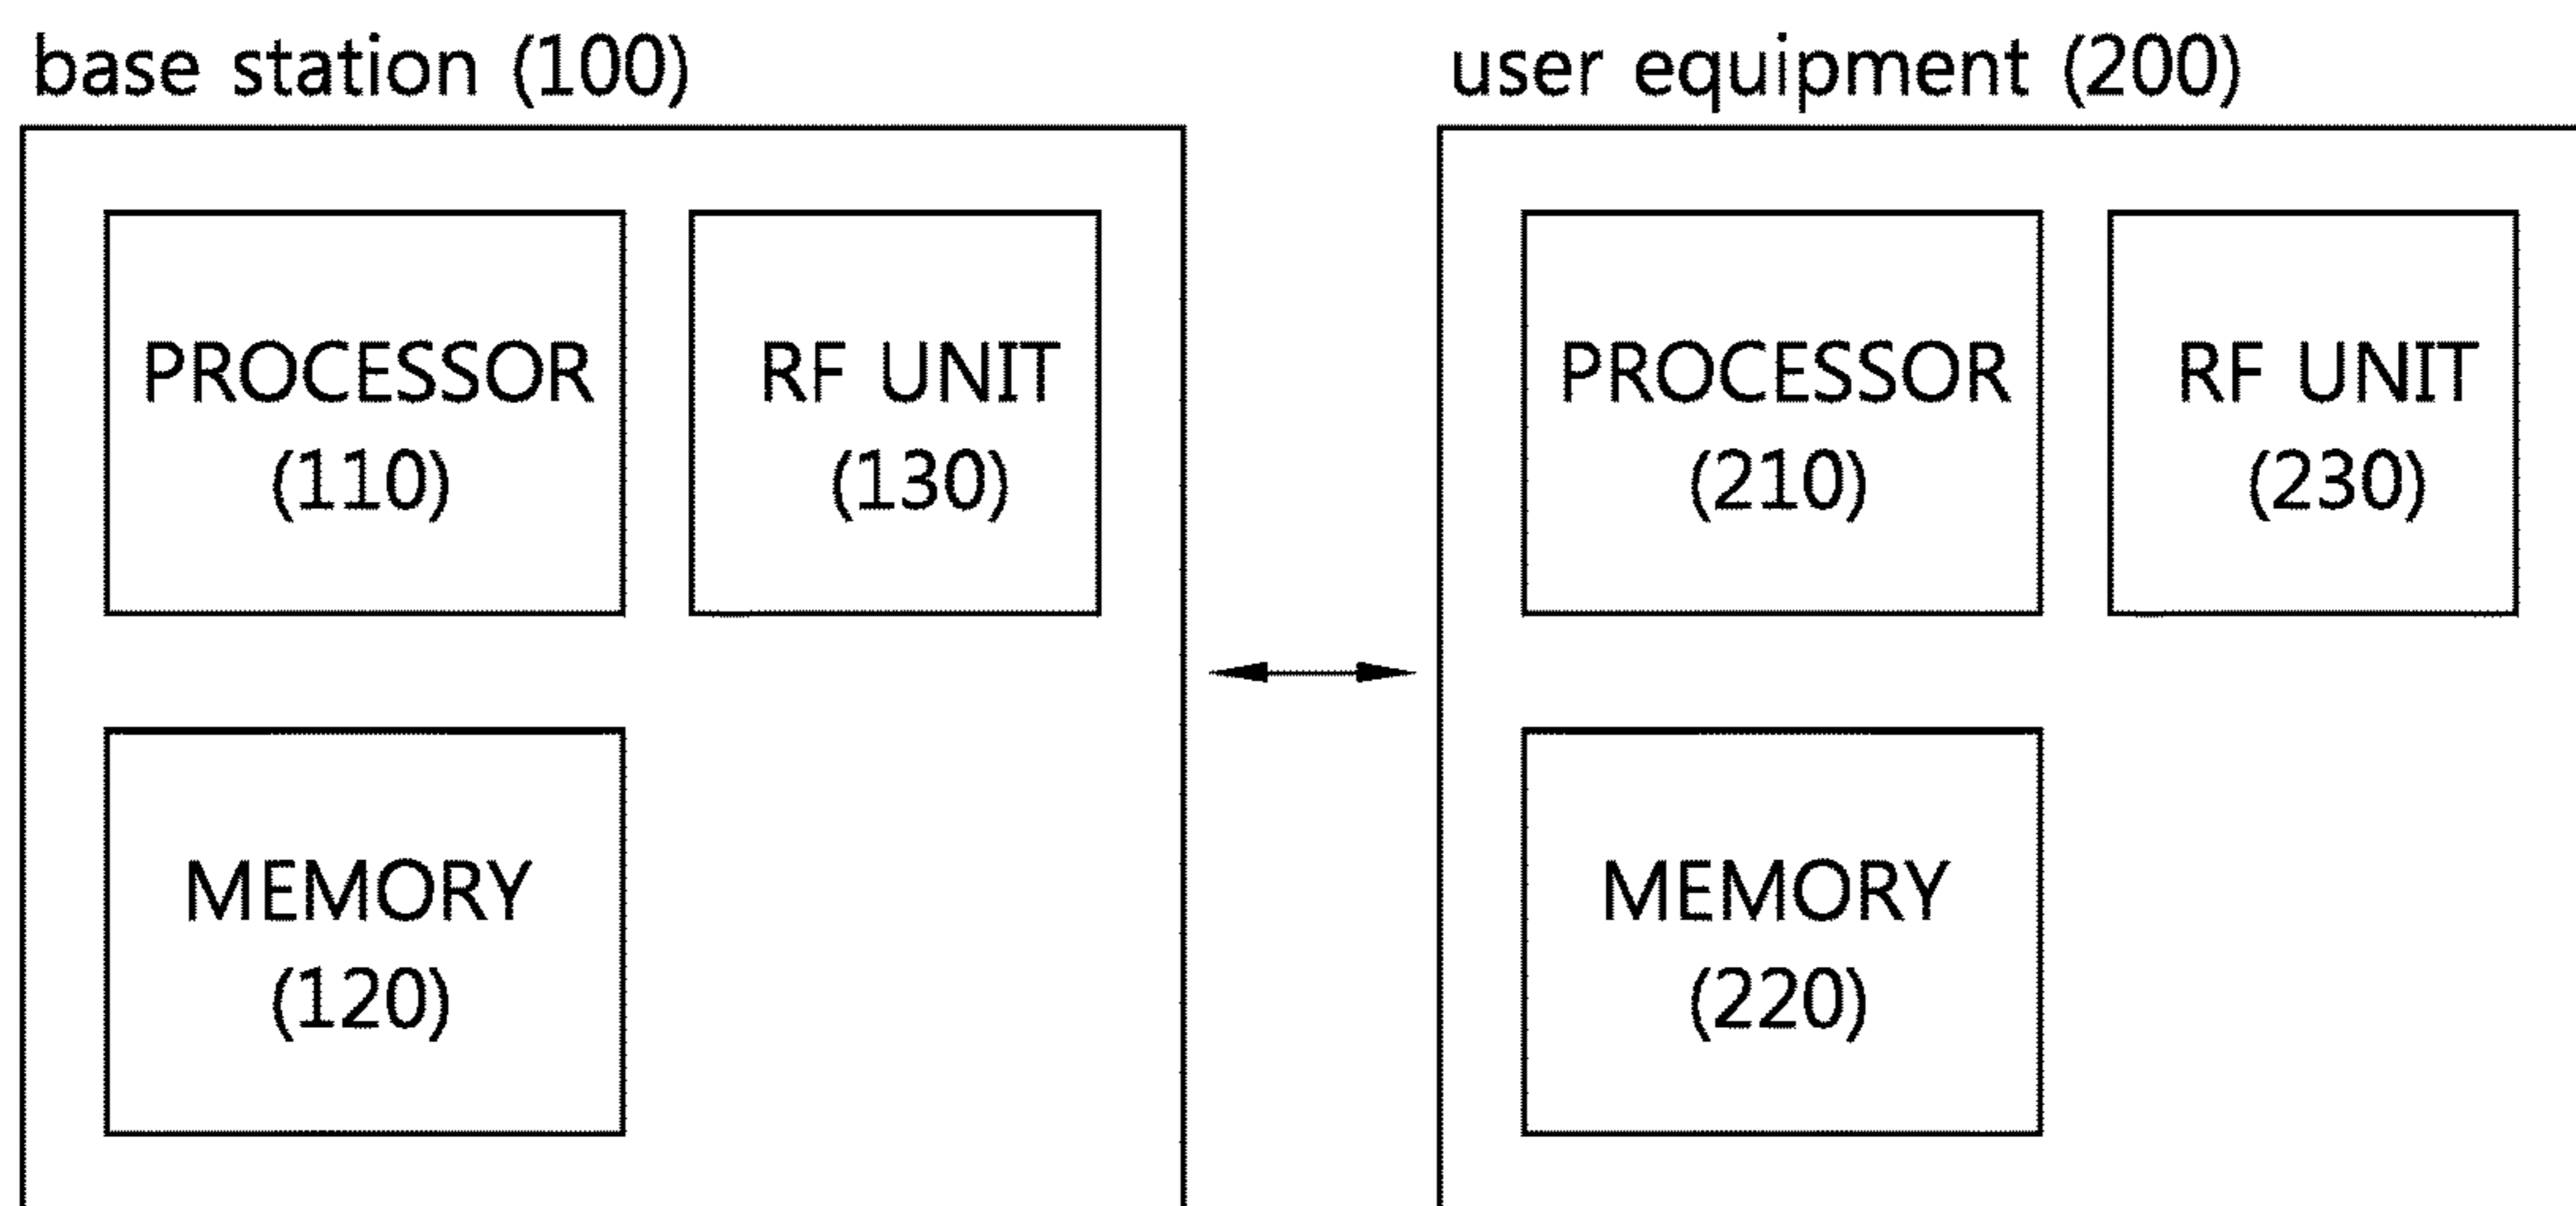 base station (100)
PROCESSOR
(110)
RF UNIT
(130)
MEMORY
(120)
user equipment (200)
PROCESSOR
(210)
RF UNIT
(230)
MEMORY
(220)